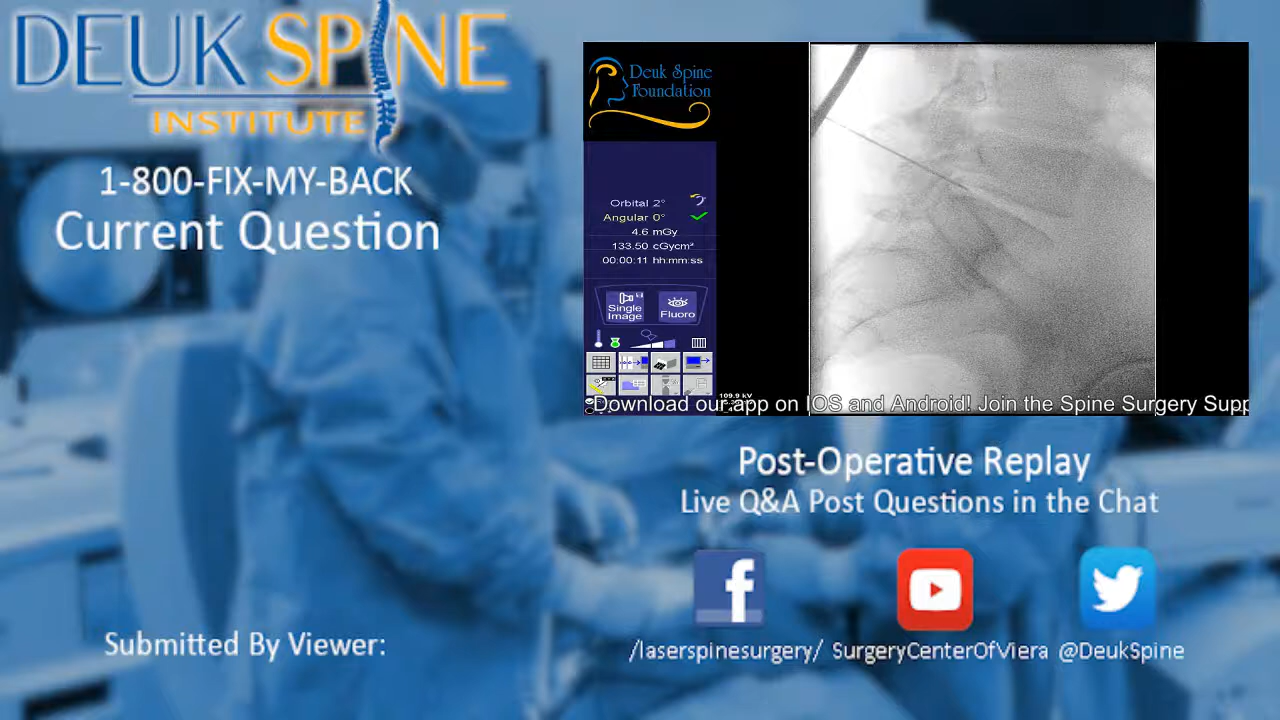 DEUK SPINE
INSTITUTE
1-800-FIX-MY-BACK
Current Question
Submitted By Viewer:
Deuk Spine
Foundation
Orbital 2°
Angular 0°
4.6 mGy
133.50 cGycm²
00:00:11 hh:mm:ss
Single
Image
Fluoro
109.9 kV
Download our app on IOS and Android! Join the Spine Surgery Supp
Post-Operative Replay
Live Q&A Post Questions in the Chat
/laserspinesurgery/ SurgeryCenterOfViera @DeukSpine